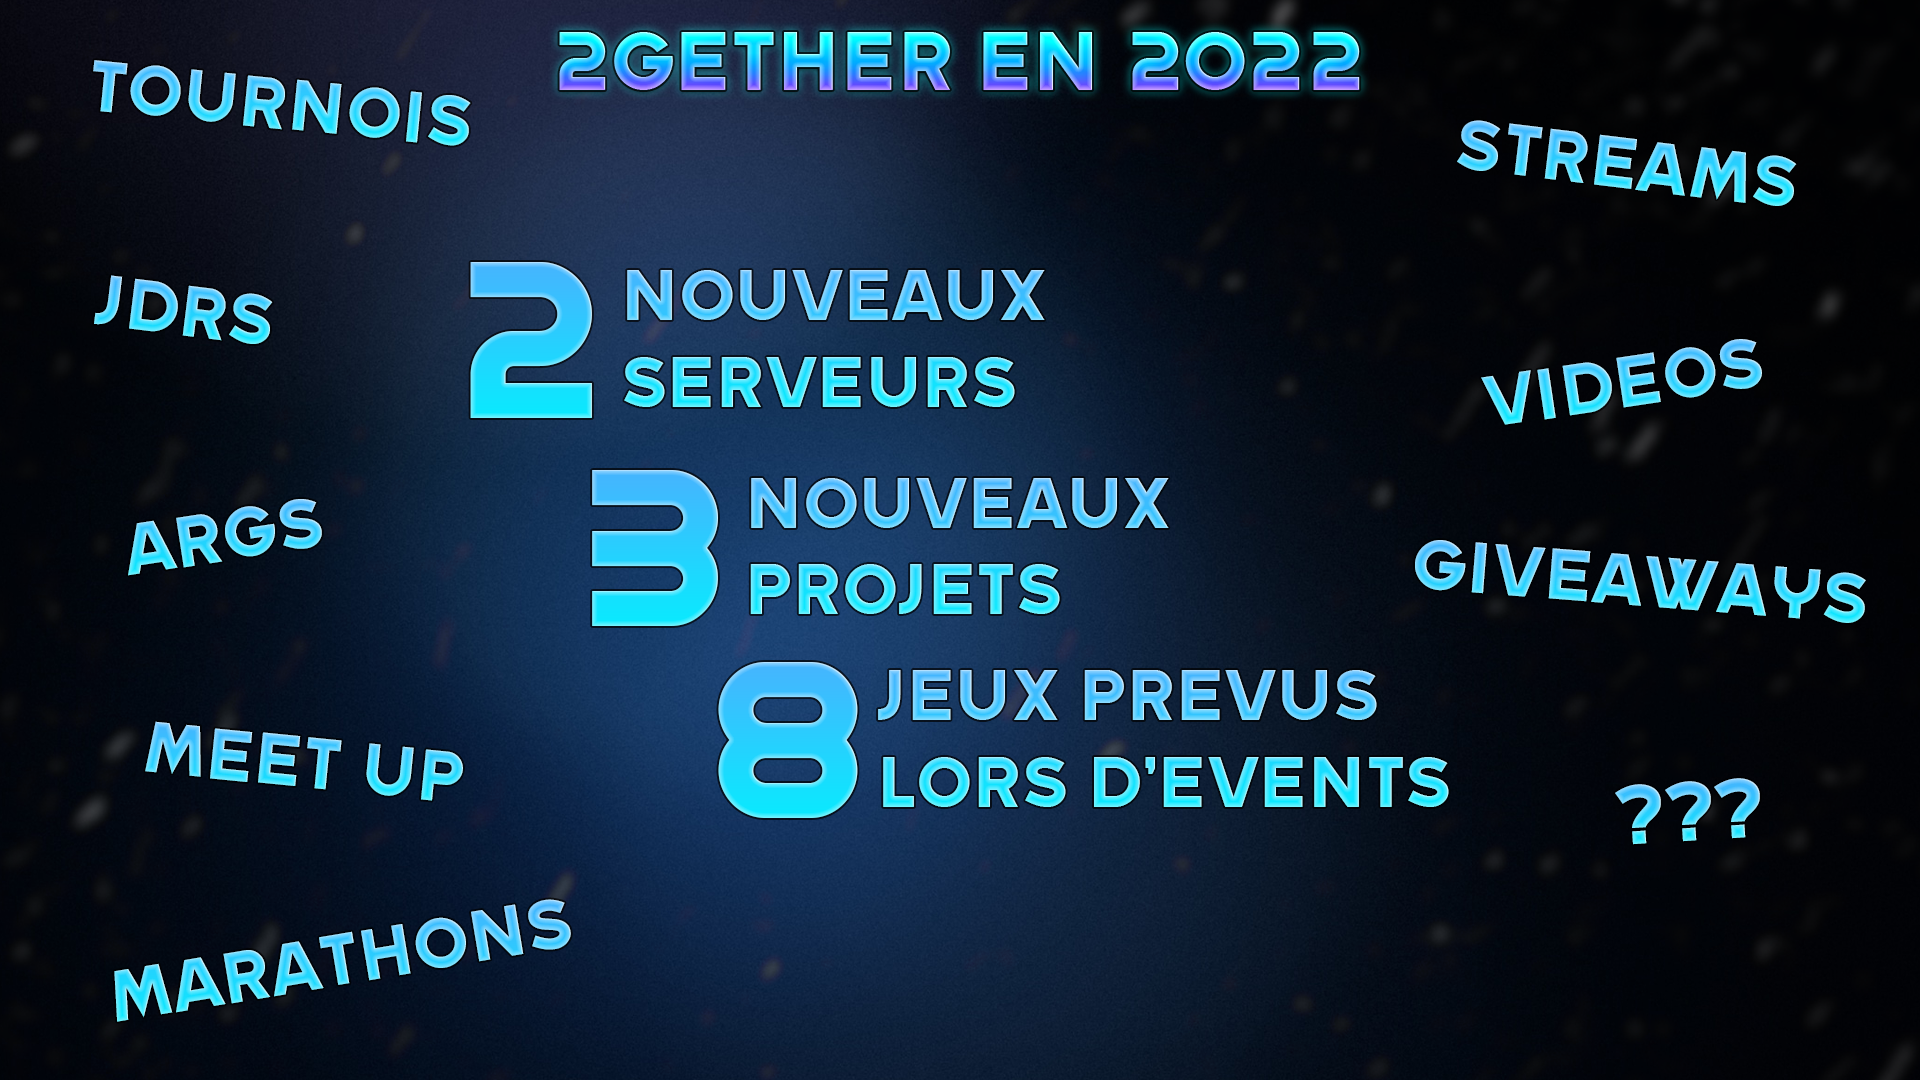 2GETHER EN 2022
TOURNOIS
JDRS
ARGS
MEET UP
MARATHONS
2 NOUVEAUX
SERVEURS
3 NOUVEAUX
PROJETS
8 JEUX PREVUS
LORS D'EVENTS
STREAMS
VIDEOS
GIVEAWAYS
???